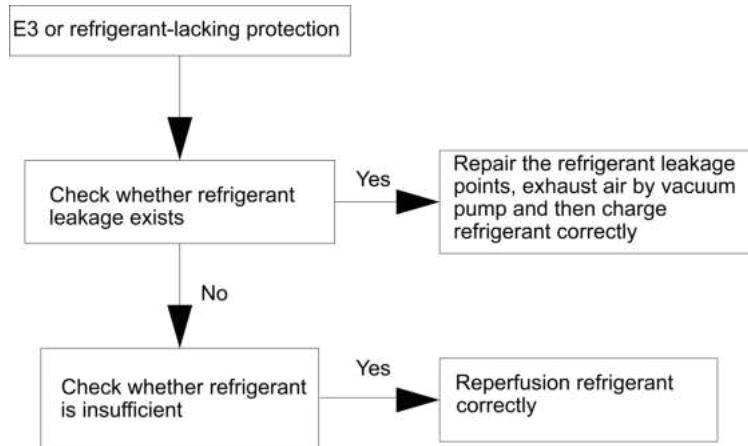 E3 or refrigerant-lacking protection
Check whether refrigerant
leakage exists
Yes
Repair the refrigerant leakage
points, exhaust air by vacuum
pump and then charge
refrigerant correctly
No
Check whether refrigerant
is insufficient
Yes
Reperfusion refrigerant
correctly